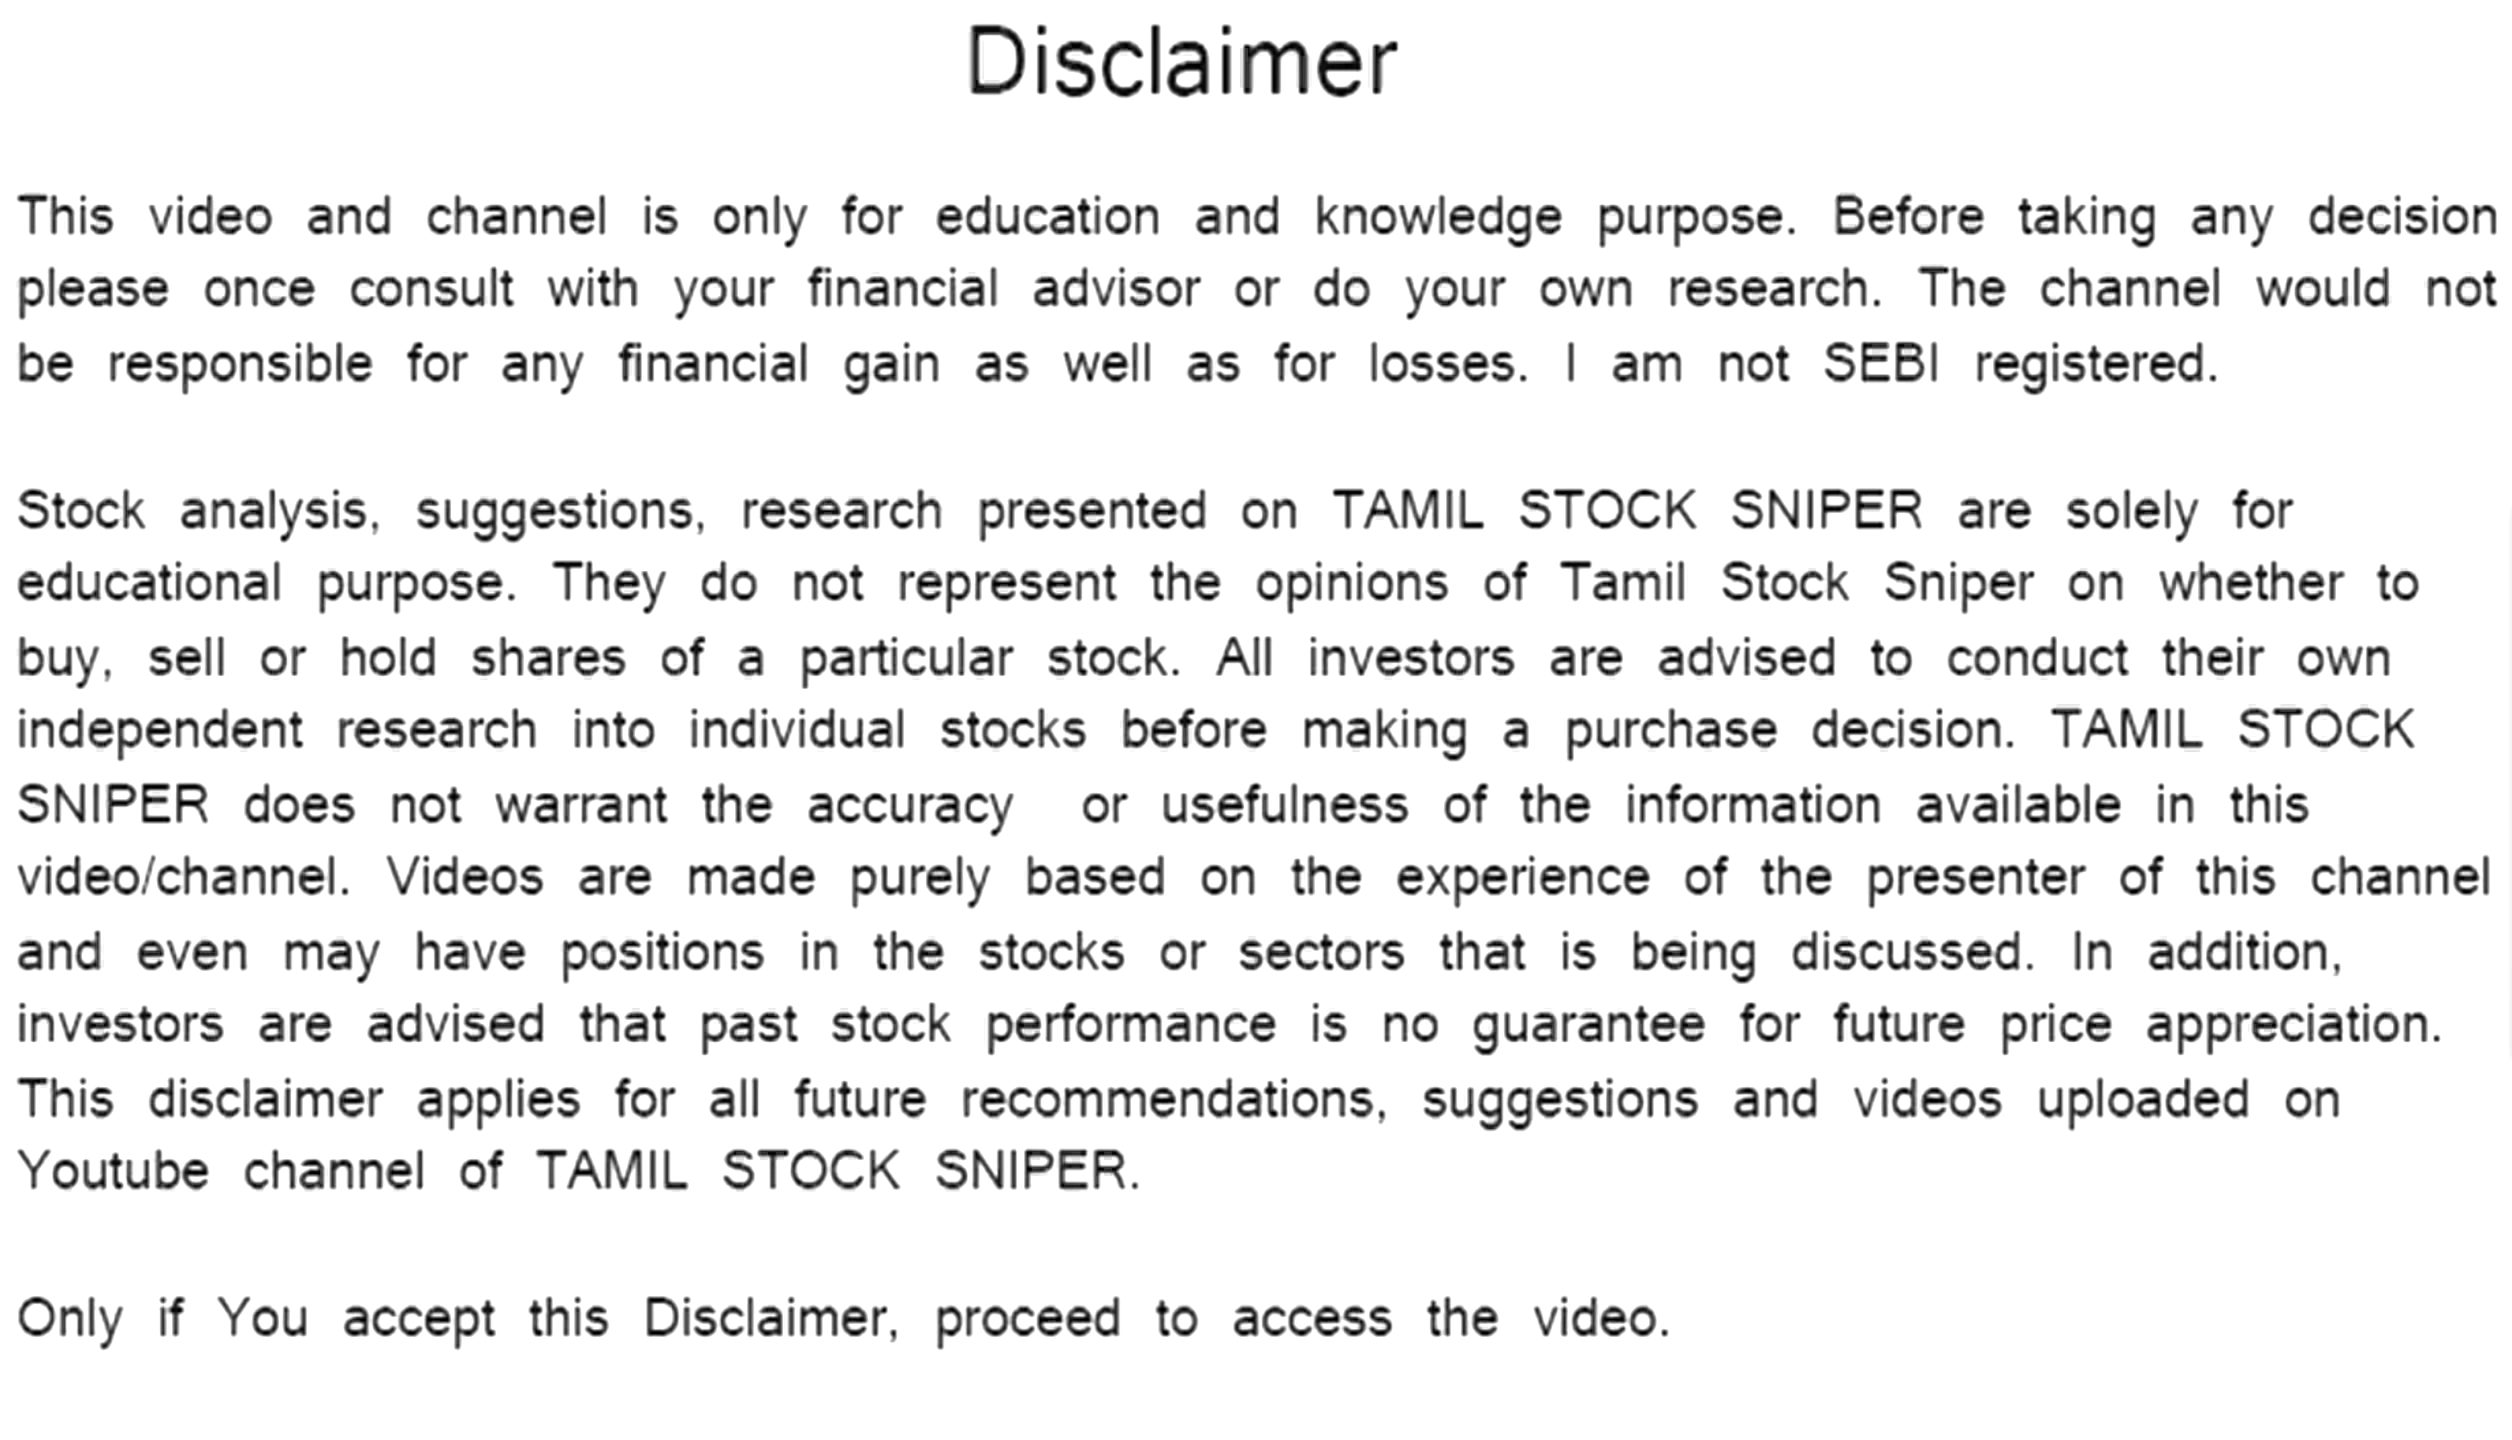 Disclaimer
This video and channel is only for education and knowledge purpose. Before taking any decision
please once consult with your financial advisor or do your own research. The channel would not
be responsible for any financial gain as well as for losses. I am not SEBI registered.
Stock analysis, suggestions, research presented on TAMIL STOCK SNIPER are solely for
educational purpose. They do not represent the opinions of Tamil Stock Sniper on whether to
buy, sell or hold shares of a particular stock. All investors are advised to conduct their own
independent research into individual stocks before making a purchase decision. TAMIL STOCK
SNIPER does not warrant the accuracy or usefulness of the information available in this
video/channel. Videos are made purely based on the experience of the presenter of this channel
and even may have positions in the stocks or sectors that is being discussed. In addition,
investors are advised that past stock performance is no guarantee for future price appreciation.
This disclaimer applies for all future recommendations, suggestions and videos uploaded on
Youtube channel of TAMIL STOCK SNIPER.
Only if You accept this Disclaimer, proceed to access the video.